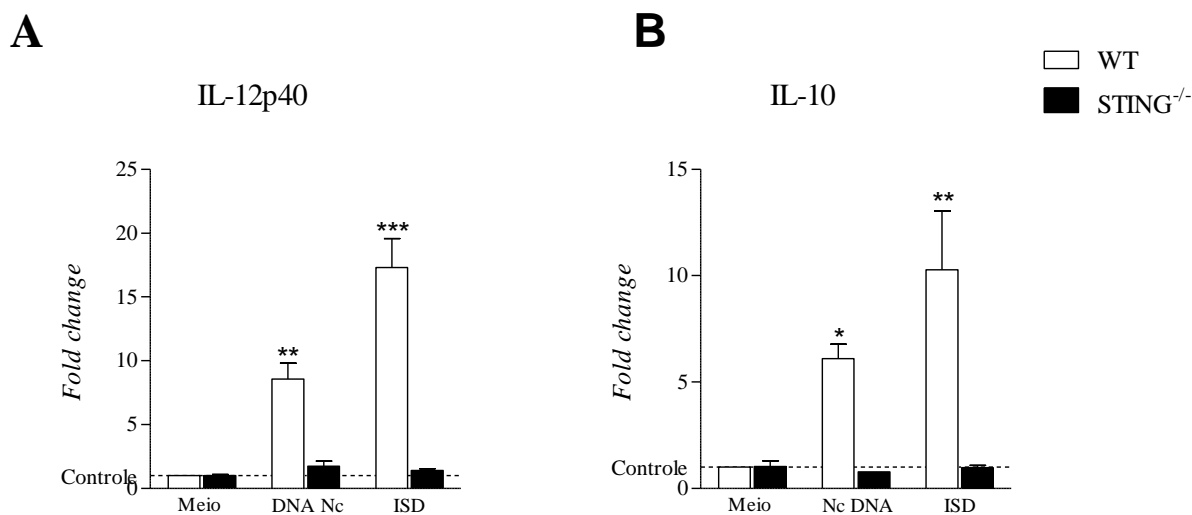 A
B
IL-12p40
IL-10
WT
STING-/-
25
20
15
10
5
0
Fold change
Controle
**
***
Meio
DNA Nc
ISD
15
10
5
0
Fold change
Controle
*
**
Meio
Nc DNA
ISD